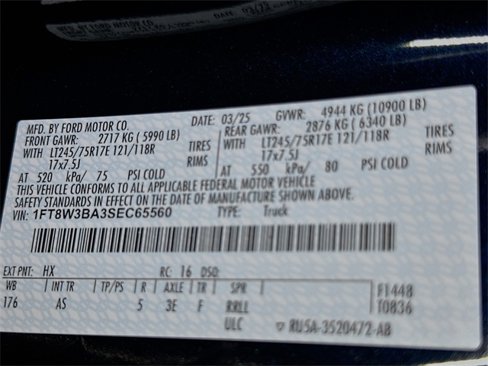 MFD. BY FORD MOTOR CO. DATE: 03/25 GVWR: 4944 KG (10900 LB)
FRONT GAWR: 2717 KG ( 5990 LB) REAR GAWR: 2876 KG ( 6340 LB)
WITH LT245/75R17E 121/118R TIRES WITH LT245/75R17E 121/118R TIRES
17x7.5J RIMS 17x7.5J RIMS
AT 520 kPa/ 75 PSI COLD AT 550 kPa/ 80 PSI COLD
THIS VEHICLE CONFORMS TO ALL APPLICABLE FEDERAL MOTOR VEHICLE
SAFETY STANDARDS IN EFFECT ON THE DATE OF MANUFACTURE SHOWN ABOVE.
VIN: 1FT8W3BA3SEC65560 TYPE: Truck
EXT PNT: HX RC: 16 DSO:
WB INT TR TP/PS R AXLE TR SPR F1448
176 AS 5 3E F RRLL T0836
ULC RU5A-3520472-AB